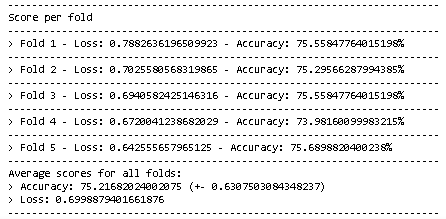 ------------------------------------------------------------------------
Score per fold
------------------------------------------------------------------------
> Fold 1 - Loss: 0.7882636196509923 - Accuracy: 75.55847764015198%
------------------------------------------------------------------------
> Fold 2 - Loss: 0.7025580568319865 - Accuracy: 75.29566287994385%
------------------------------------------------------------------------
> Fold 3 - Loss: 0.6940582425146316 - Accuracy: 75.55847764015198%
------------------------------------------------------------------------
> Fold 4 - Loss: 0.6720041238682029 - Accuracy: 73.98160099983215%
------------------------------------------------------------------------
> Fold 5 - Loss: 0.642555657965125 - Accuracy: 75.6898820400238%
------------------------------------------------------------------------
Average scores for all folds:
> Accuracy: 75.21682024002075 (+- 0.6307503084348237)
> Loss: 0.6998879401661876
------------------------------------------------------------------------